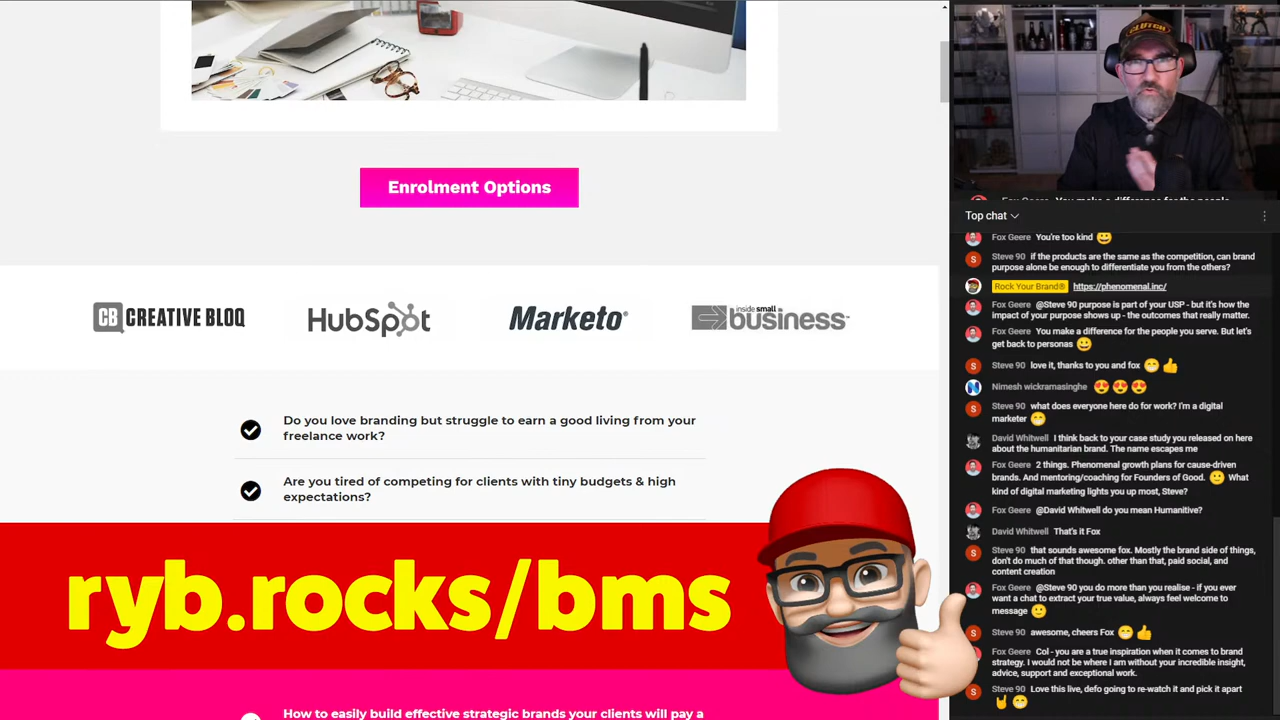 Enrolment Options
CB CREATIVE BLOQ
HubSpot
Marketo
inside small
business
Do you love branding but struggle to earn a good living from your
freelance work?
Are you tired of competing for clients with tiny budgets & high
expectations?
ryb.rocks/bms
How to easily build effective strategic brands your clients will pay a
CLUTCH
Fox Geere You make a difference for the people
Top chat
Fox Geere You're too kind 😀
S Steve 90 if the products are the same as the competition, can brand
purpose alone be enough to differentiate you from the others?
Rock Your Brand® https://phenomenal.inc/
Fox Geere @Steve 90 purpose is part of your USP - but it's how the
impact of your purpose shows up - the outcomes that really matter.
Fox Geere You make a difference for the people you serve. But let's
get back to personas 😀
S Steve 90 love it, thanks to you and fox 😁👍
N Nimesh wickramasinghe 😍😍😍
S Steve 90 what does everyone here do for work? I'm a digital
marketer 😁
David Whitwell I think back to your case study you released on here
about the humanitarian brand. The name escapes me
Fox Geere 2 things. Phenomenal growth plans for cause-driven
brands. And mentoring/coaching for Founders of Good. 🙂 What
kind of digital marketing lights you up most, Steve?
Fox Geere @David Whitwell do you mean Humanitive?
David Whitwell That's it Fox
S Steve 90 that sounds awesome fox. Mostly the brand side of things,
don't do much of that though. other than that, paid social, and
content creation
Fox Geere @Steve 90 you do more than you realise - if you ever
want a chat to extract your true value, always feel welcome to
message 🙂
S Steve 90 awesome, cheers Fox 😁👍
Fox Geere Col - you are a true inspiration when it comes to brand
strategy. I would not be where I am without your incredible insight,
advice, support and exceptional work.
S Steve 90 Love this live, defo going to re-watch it and pick it apart
🤘😁